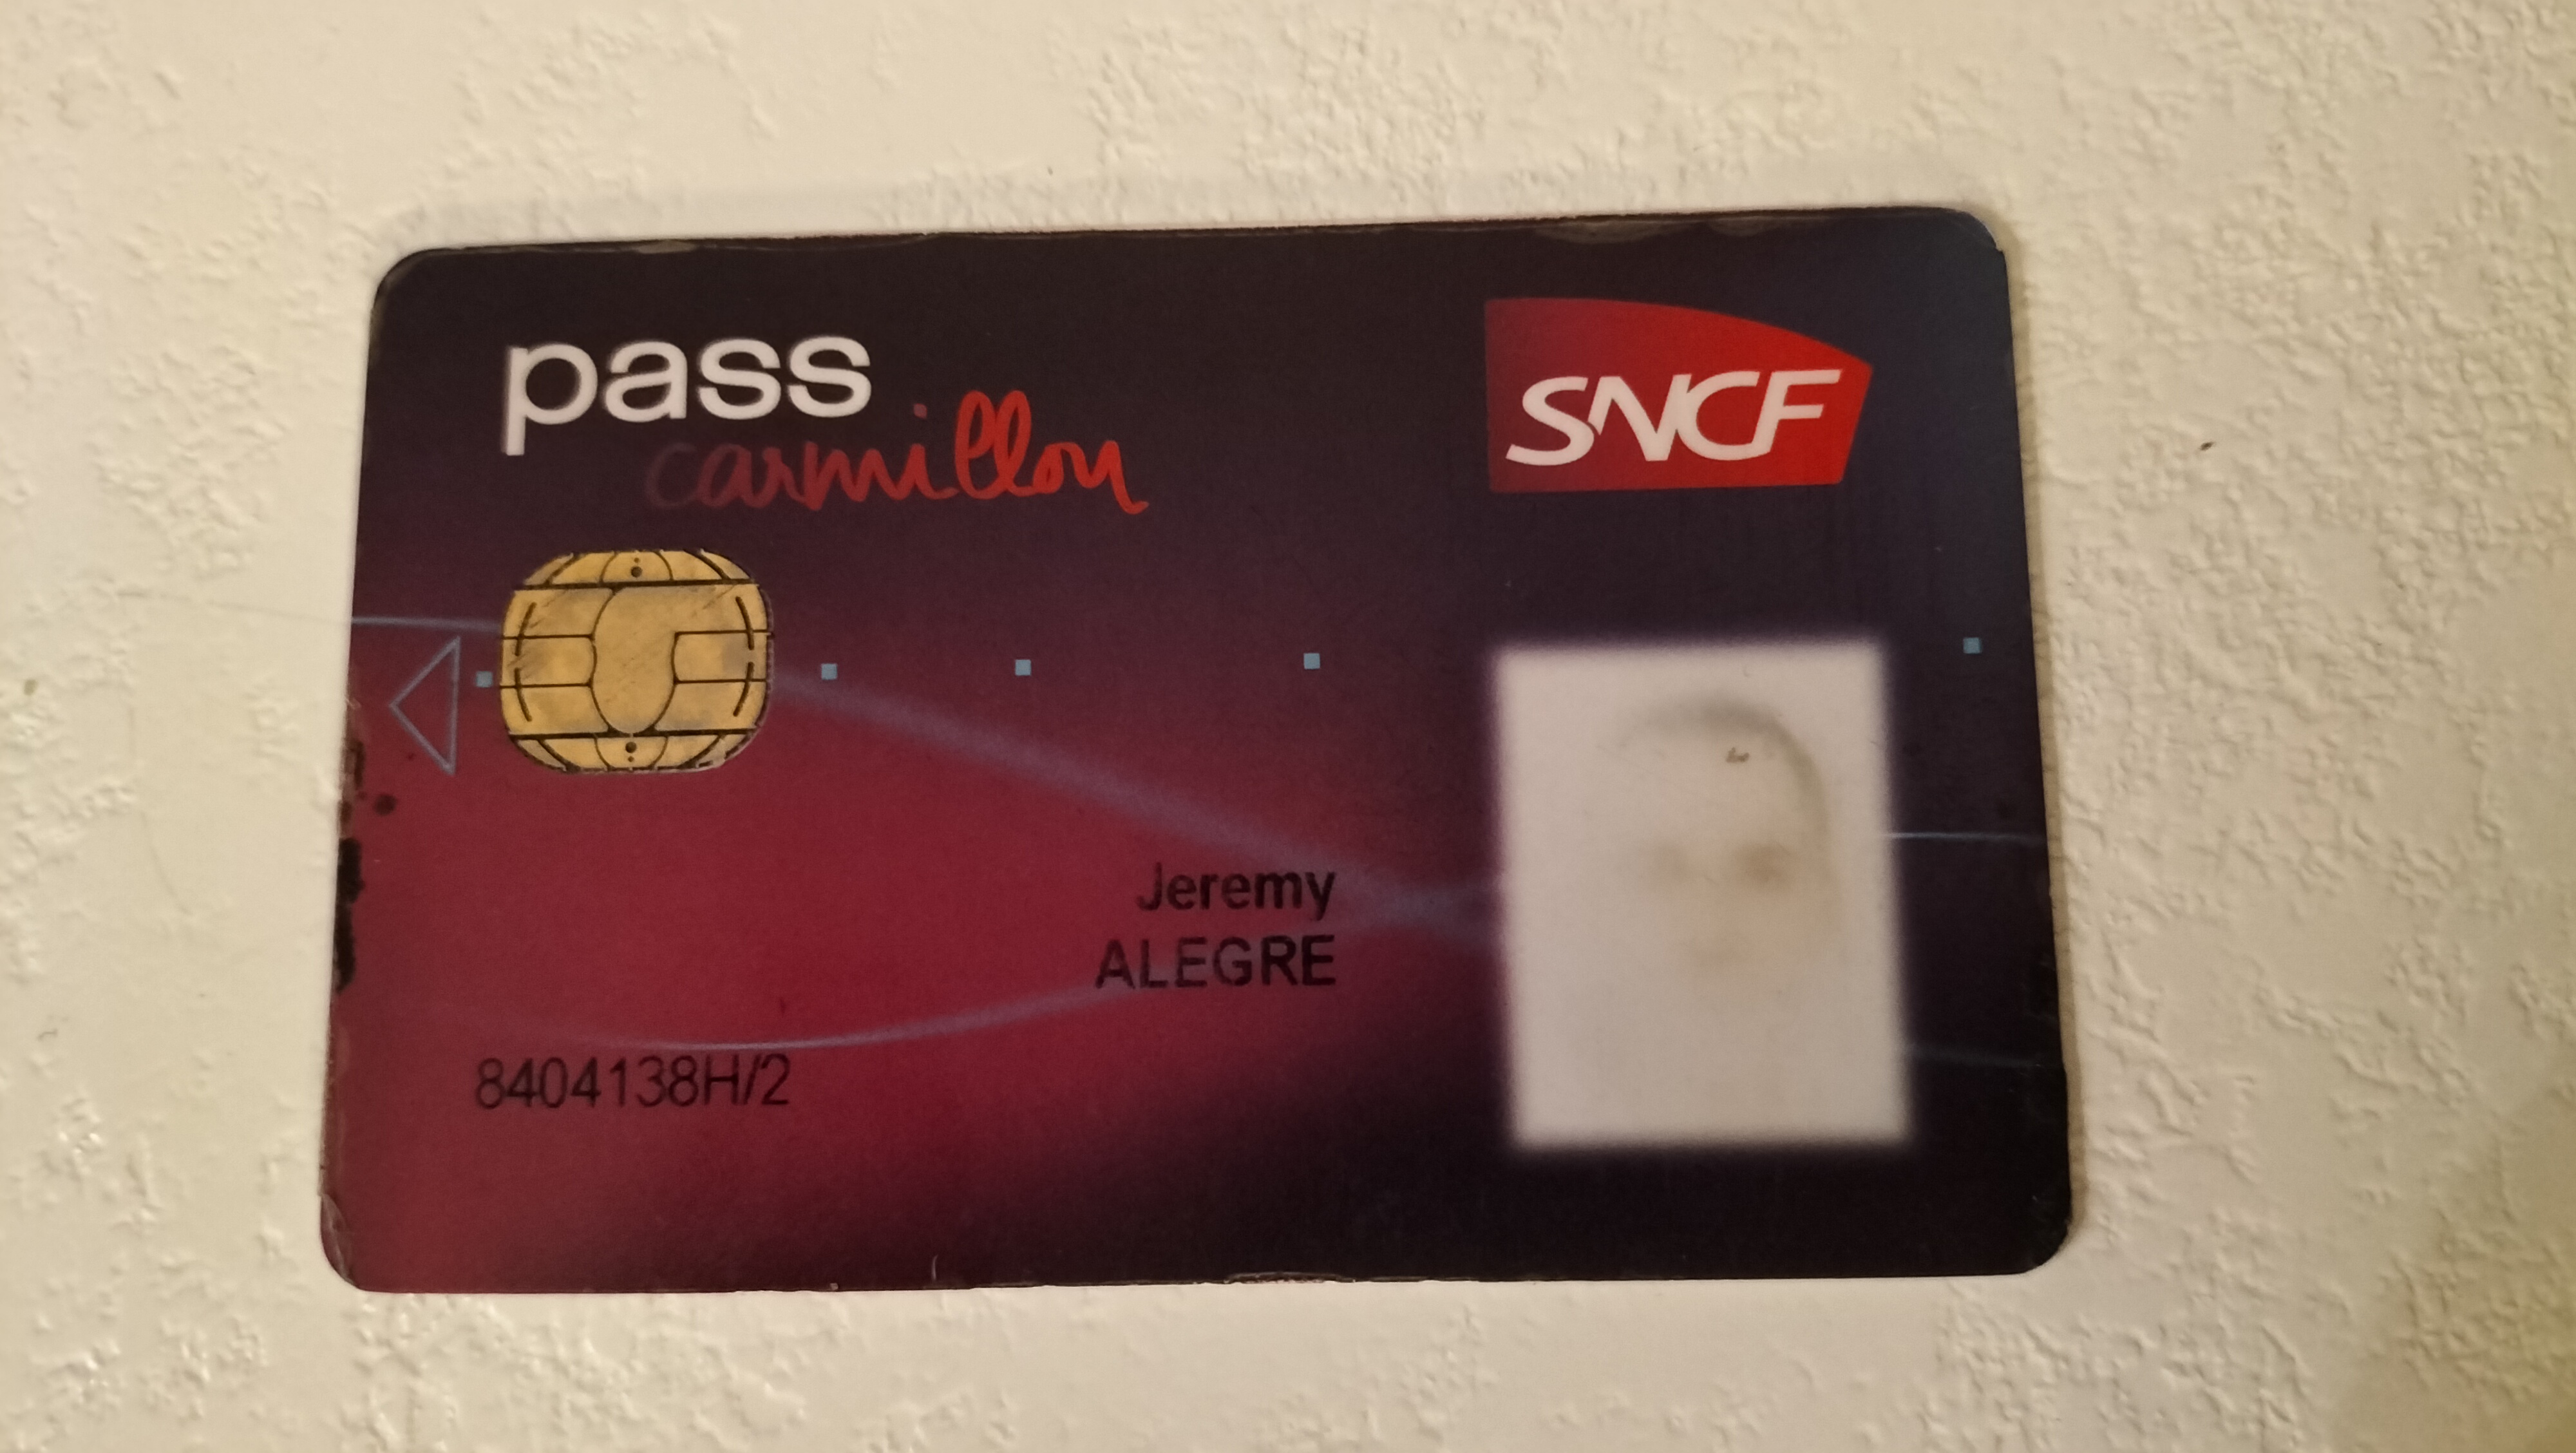 pass
carmillon
SNCF
Jeremy
ALEGRE
8404138H/2